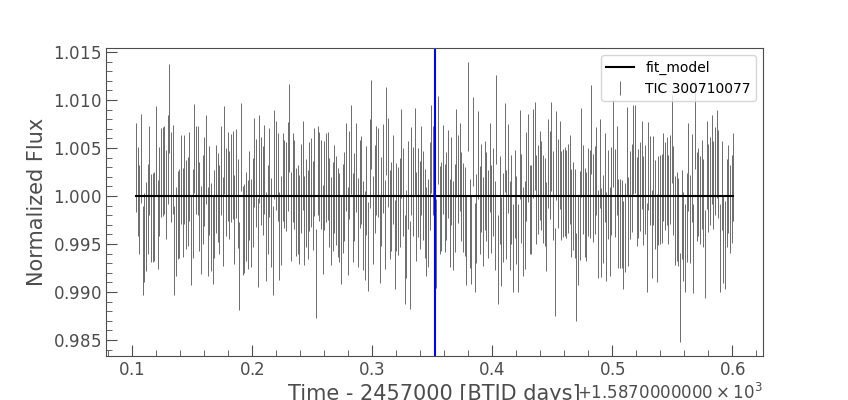 1.015
1.010
1.005
1.000
0.995
0.990
0.985
Normalized Flux
fit_model
TIC 300710077
0.1 0.2 0.3 0.4 0.5 0.6
Time - 2457000 [BTJD days]
+1.5870000000 × 10³